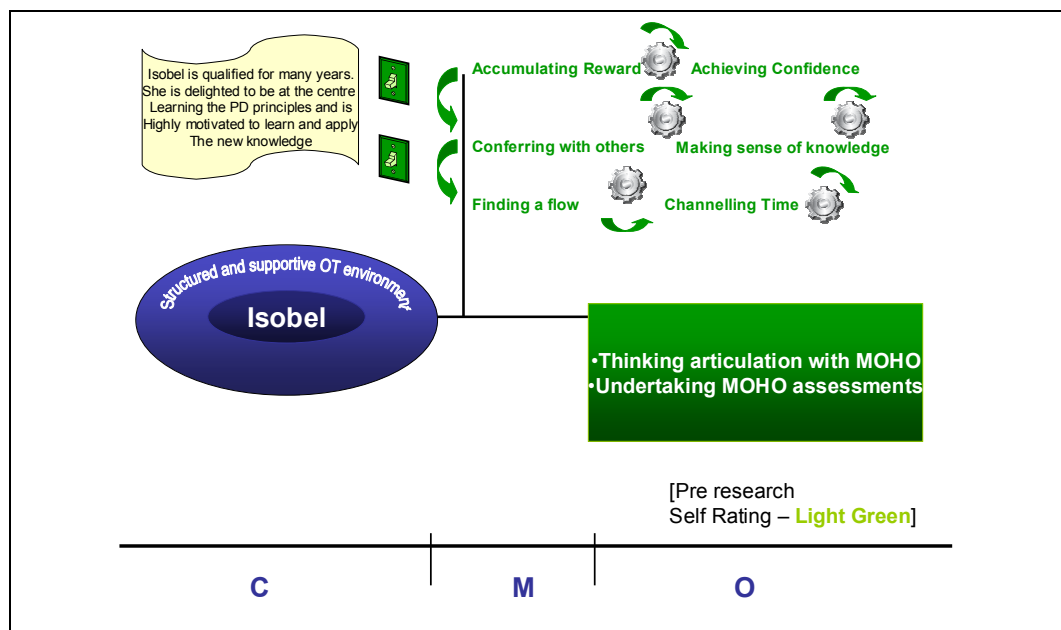 Isobel is qualified for many years.
She is delighted to be at the centre
Learning the PD principles and is
Highly motivated to learn and apply
The new knowledge
Accumulating Reward
Achieving Confidence
Conferring with others
Making sense of knowledge
Finding a flow
Channelling Time
Structured and supportive OT environment
Isobel
•Thinking articulation with MOHO
•Undertaking MOHO assessments
[Pre research
Self Rating – Light Green]
C
M
O